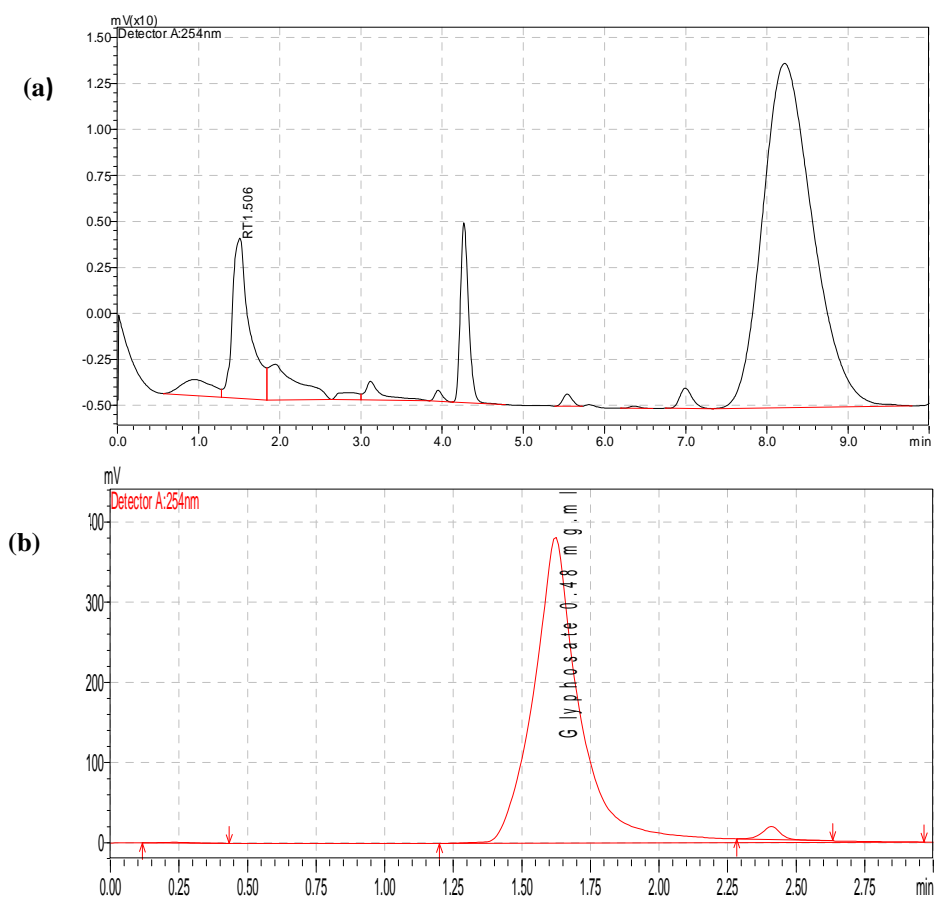 mV(x10)
Detector A:254nm
(a)
1.50
1.25
1.00
0.75
0.50
0.25
0.00
-0.25
-0.50
RT1.506
0.0 1.0 2.0 3.0 4.0 5.0 6.0 7.0 8.0 9.0 min
mV
Detector A:254nm
(b)
300
200
100
0
Glyphosate 0.48 mg.ml
0.00 0.25 0.50 0.75 1.00 1.25 1.50 1.75 2.00 2.25 2.50 2.75 min